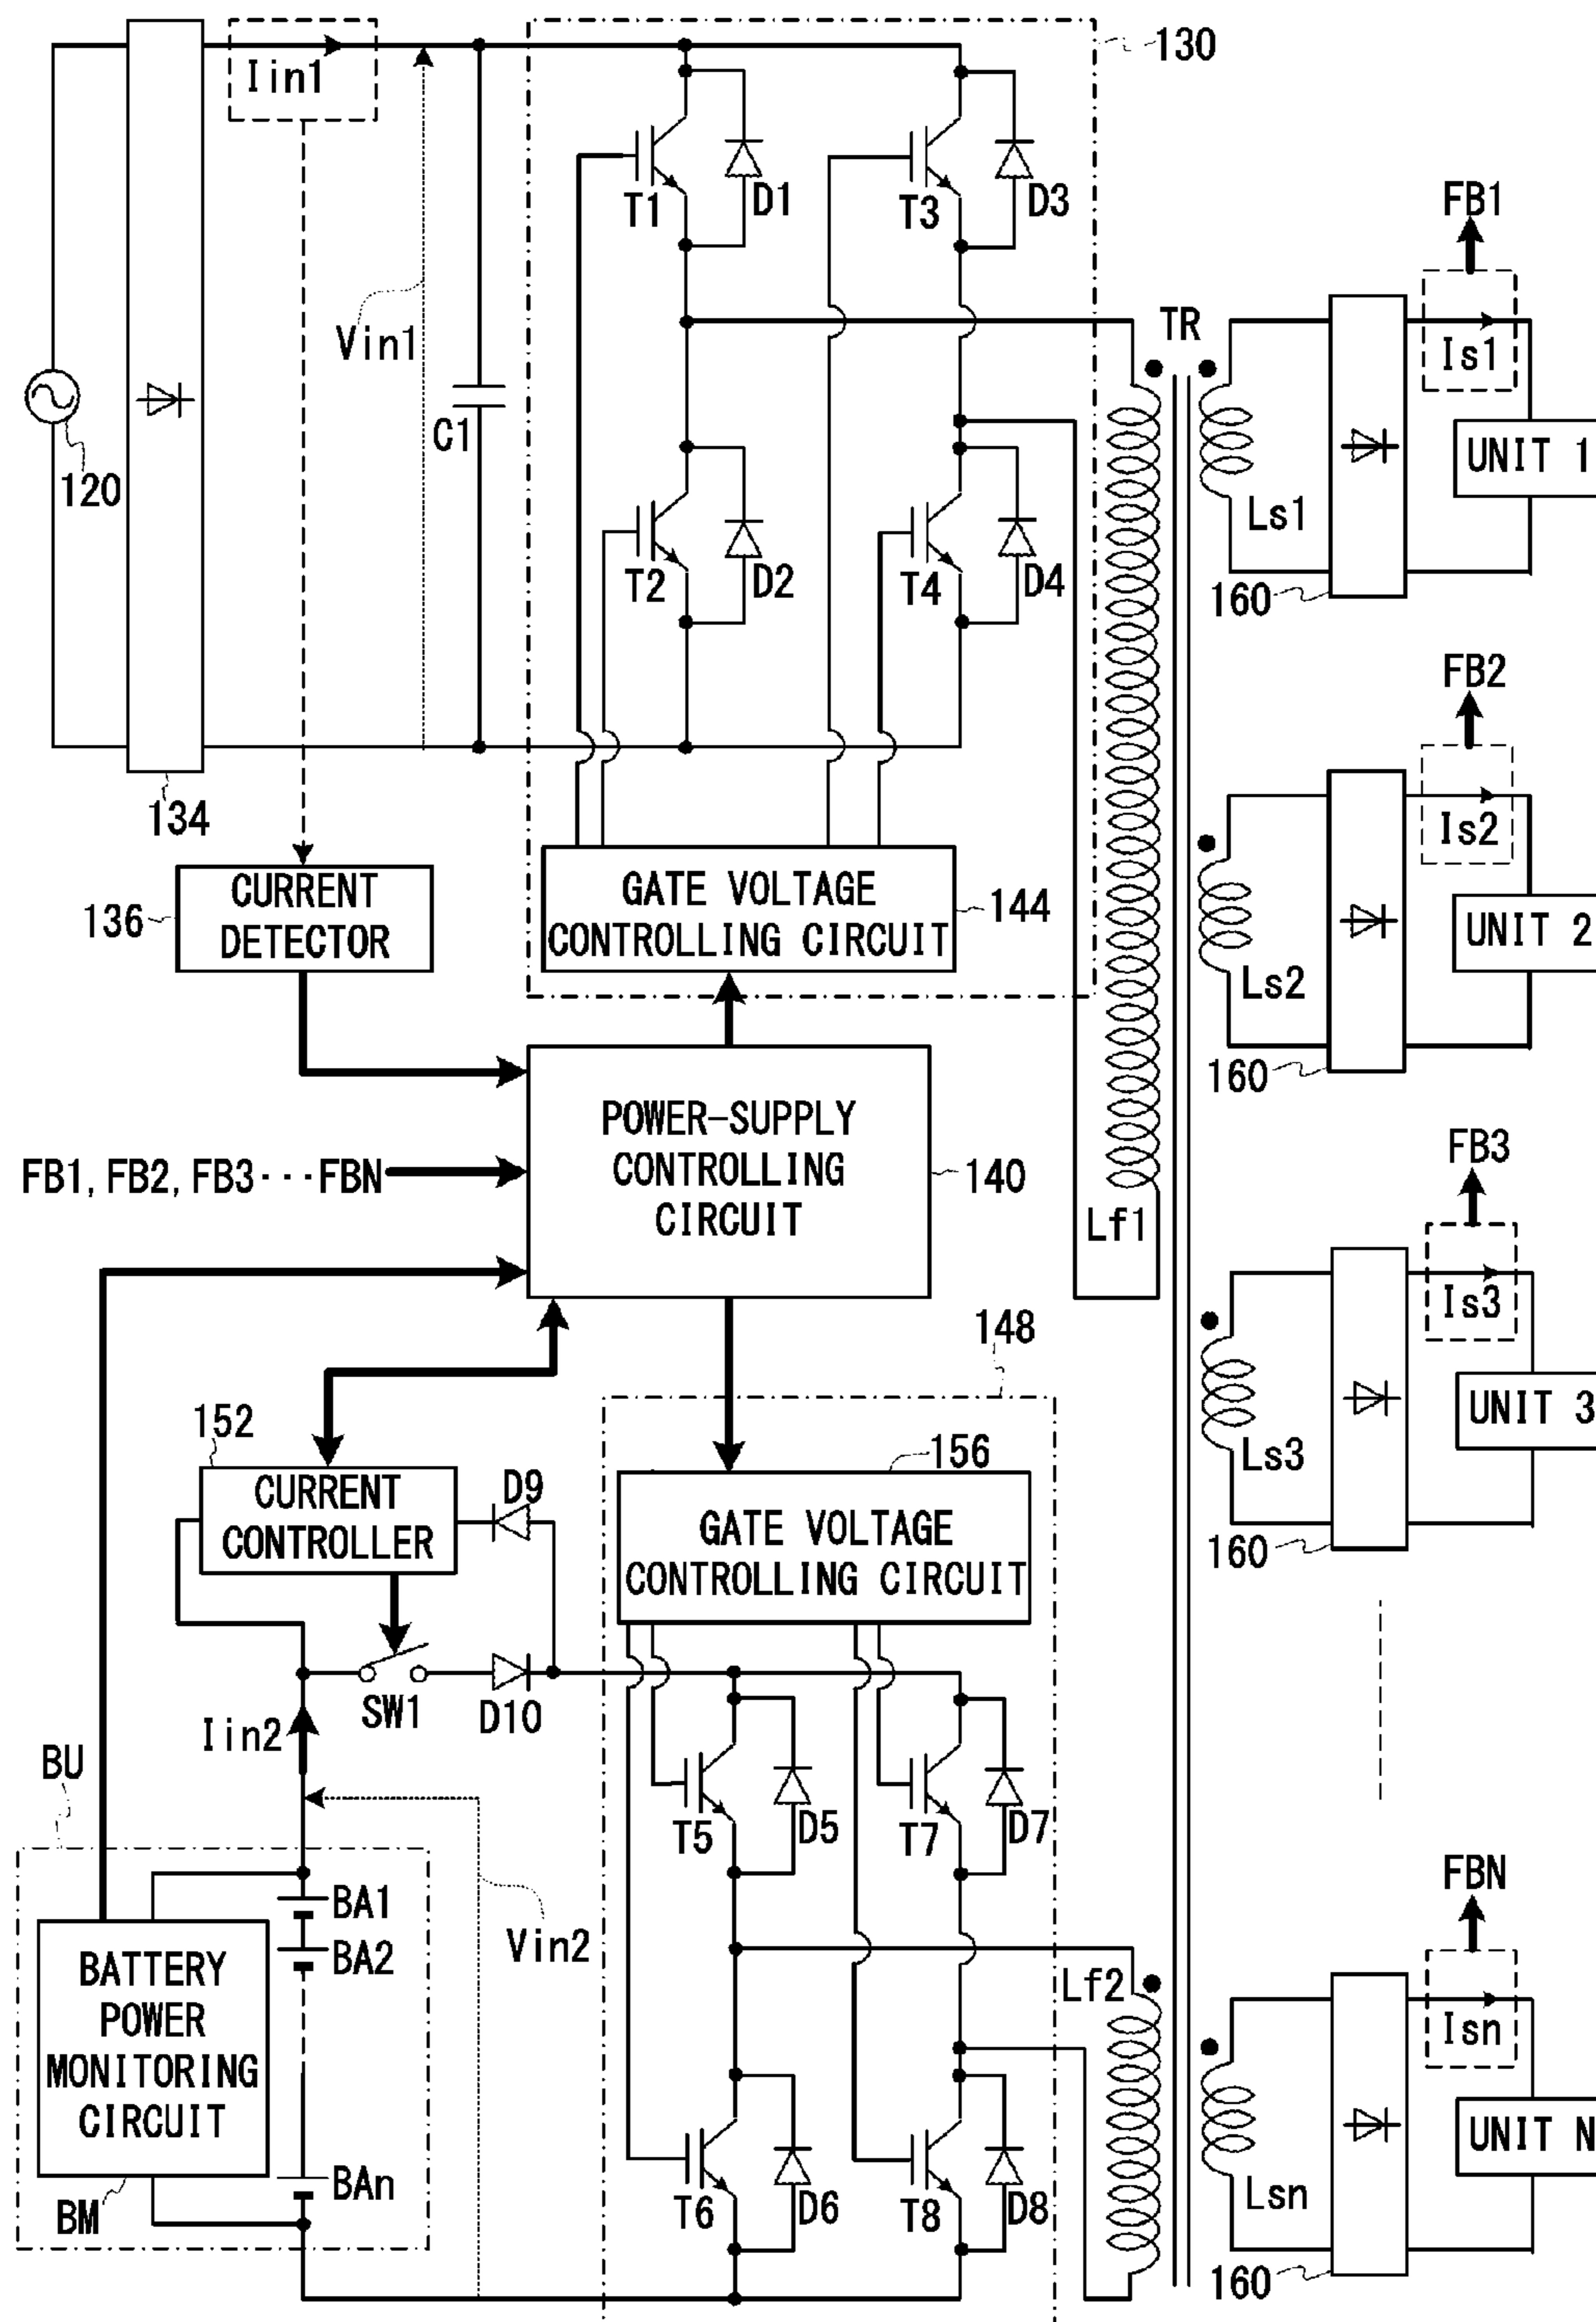 130
Iin1
T1
D1
T3
D3
FB1
Vin1
TR
Is1
C1
UNIT 1
120
Ls1
T2
D2
T4
D4
160
FB2
134
Is2
CURRENT
DETECTOR
136
GATE VOLTAGE
CONTROLLING CIRCUIT
144
UNIT 2
Ls2
160
POWER-SUPPLY
CONTROLLING
CIRCUIT
140
FB1, FB2, FB3···FBN
FB3
Lf1
Is3
148
152
156
UNIT 3
Ls3
CURRENT
CONTROLLER
D9
GATE VOLTAGE
CONTROLLING CIRCUIT
160
SW1
D10
Iin2
BU
T5
D5
T7
D7
FBN
BA1
Vin2
BA2
BATTERY
POWER
MONITORING
CIRCUIT
Lf2
Isn
UNIT N
BAn
BM
T6
D6
T8
D8
Lsn
160